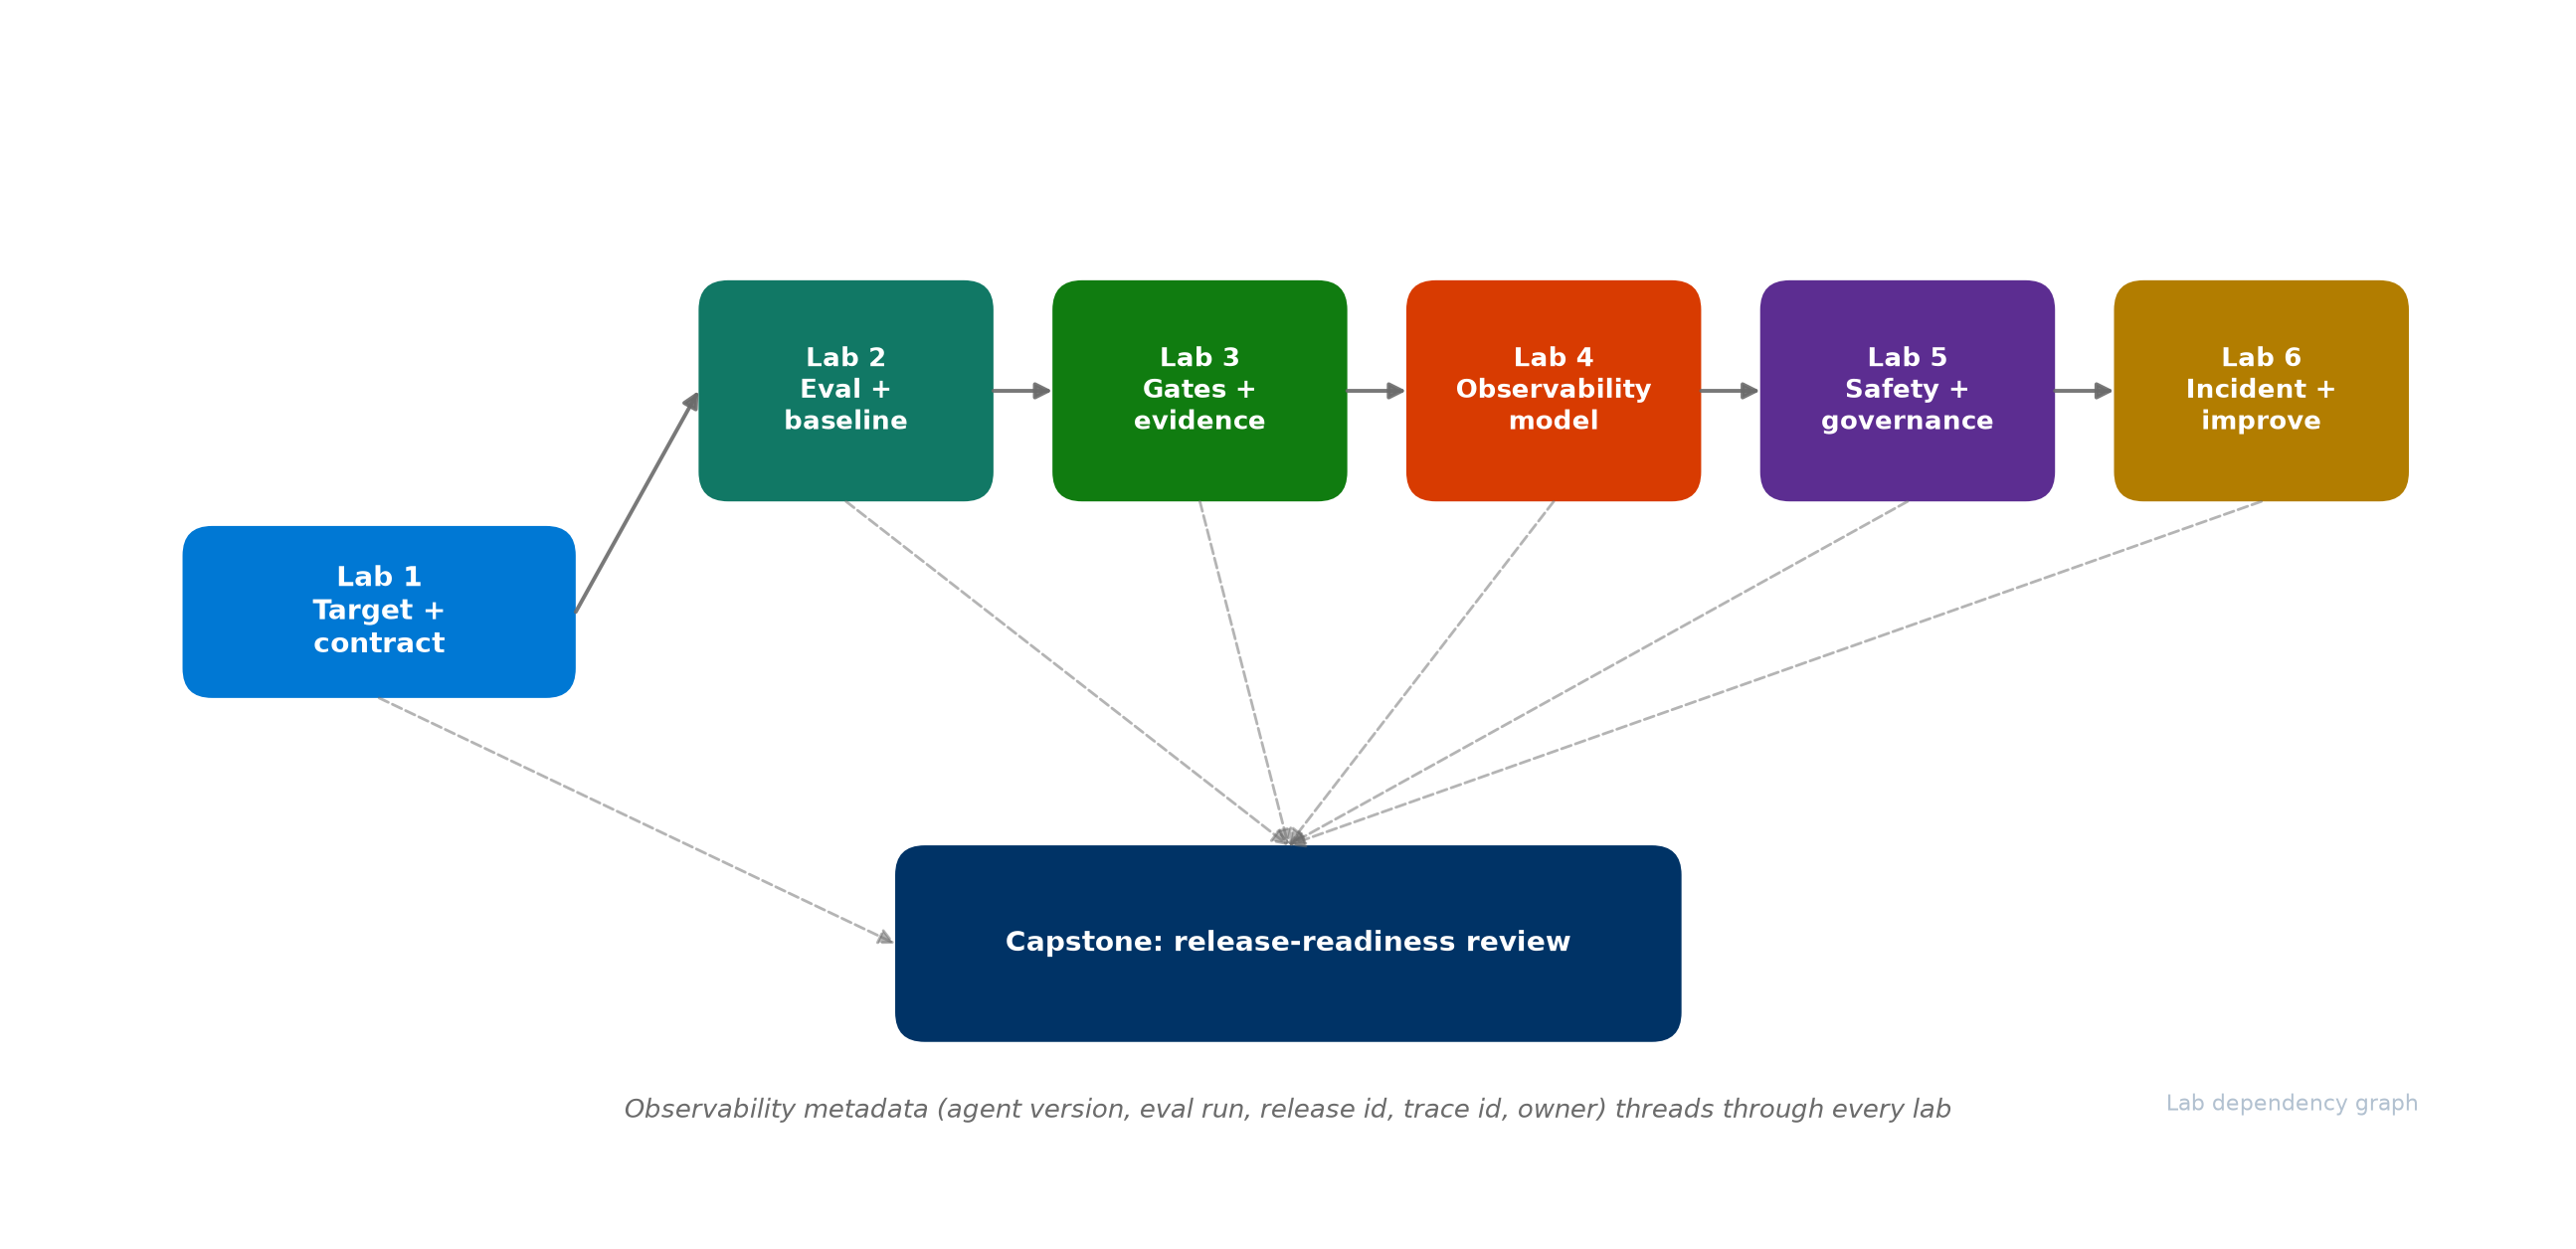 Lab 1
Target +
contract
Lab 2
Eval +
baseline
Lab 3
Gates +
evidence
Lab 4
Observability
model
Lab 5
Safety +
governance
Lab 6
Incident +
improve
Capstone: release-readiness review
Observability metadata (agent version, eval run, release id, trace id, owner) threads through every lab
Lab dependency graph